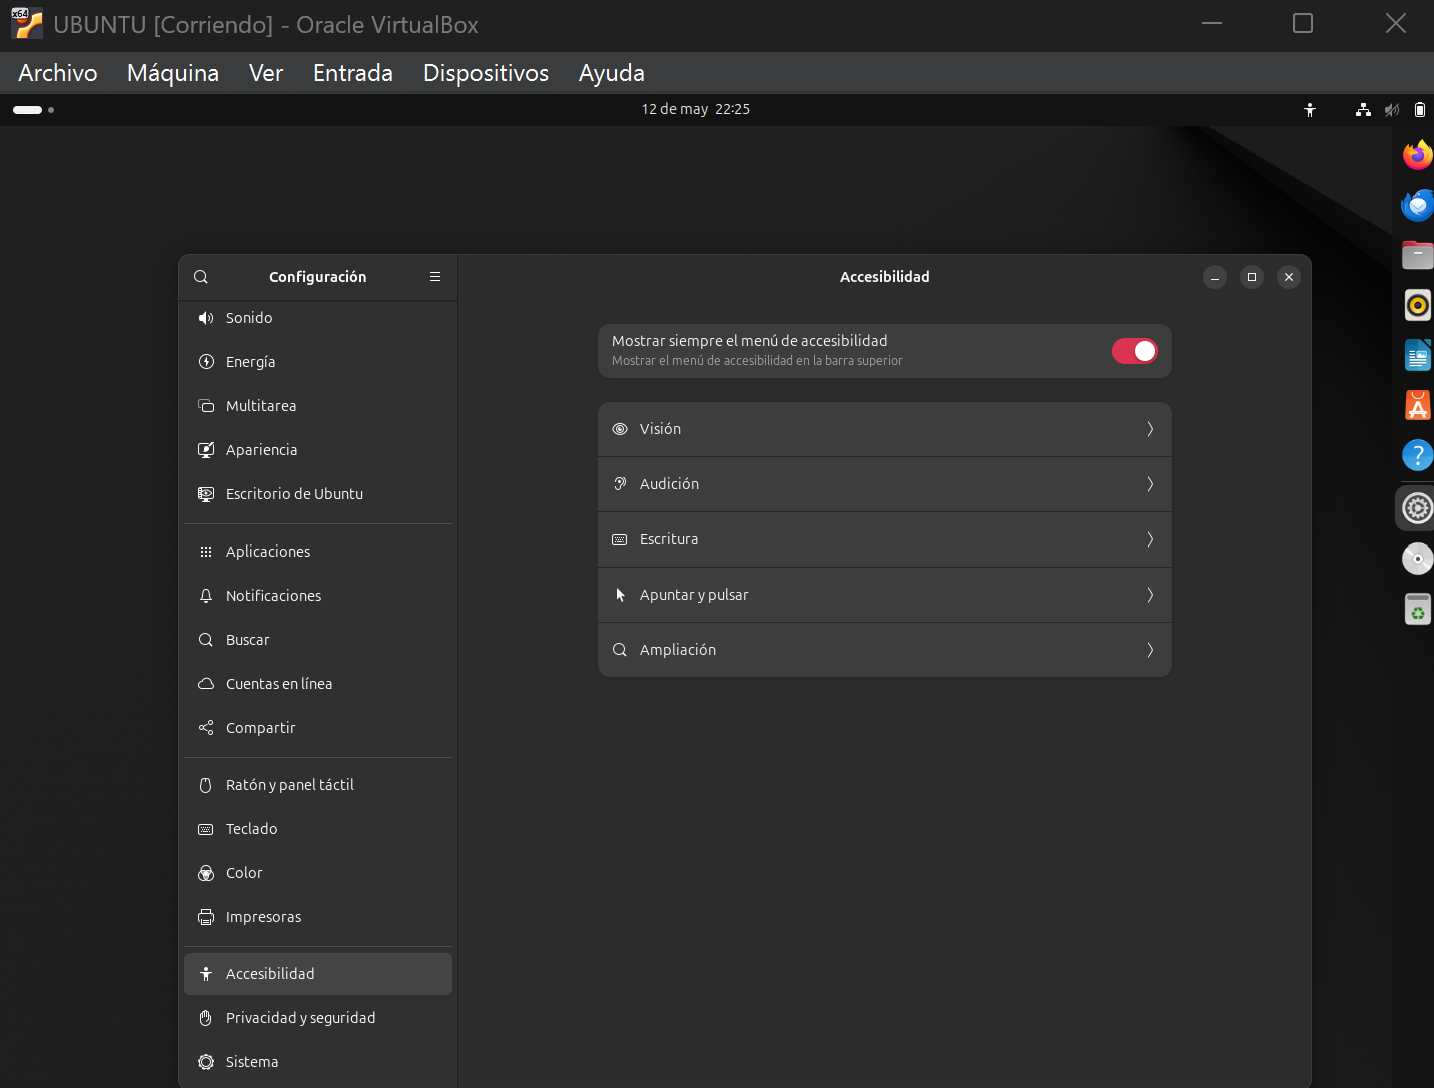 x64
UBUNTU [Corriendo] - Oracle VirtualBox
Archivo Máquina Ver Entrada Dispositivos Ayuda
12 de may 22:25
Configuración
Accesibilidad
Sonido
Energía
Multitarea
Apariencia
Escritorio de Ubuntu
Aplicaciones
Notificaciones
Buscar
Cuentas en línea
Compartir
Ratón y panel táctil
Teclado
Color
Impresoras
Accesibilidad
Privacidad y seguridad
Sistema
Mostrar siempre el menú de accesibilidad
Mostrar el menú de accesibilidad en la barra superior
Visión
Audición
Escritura
Apuntar y pulsar
Ampliación